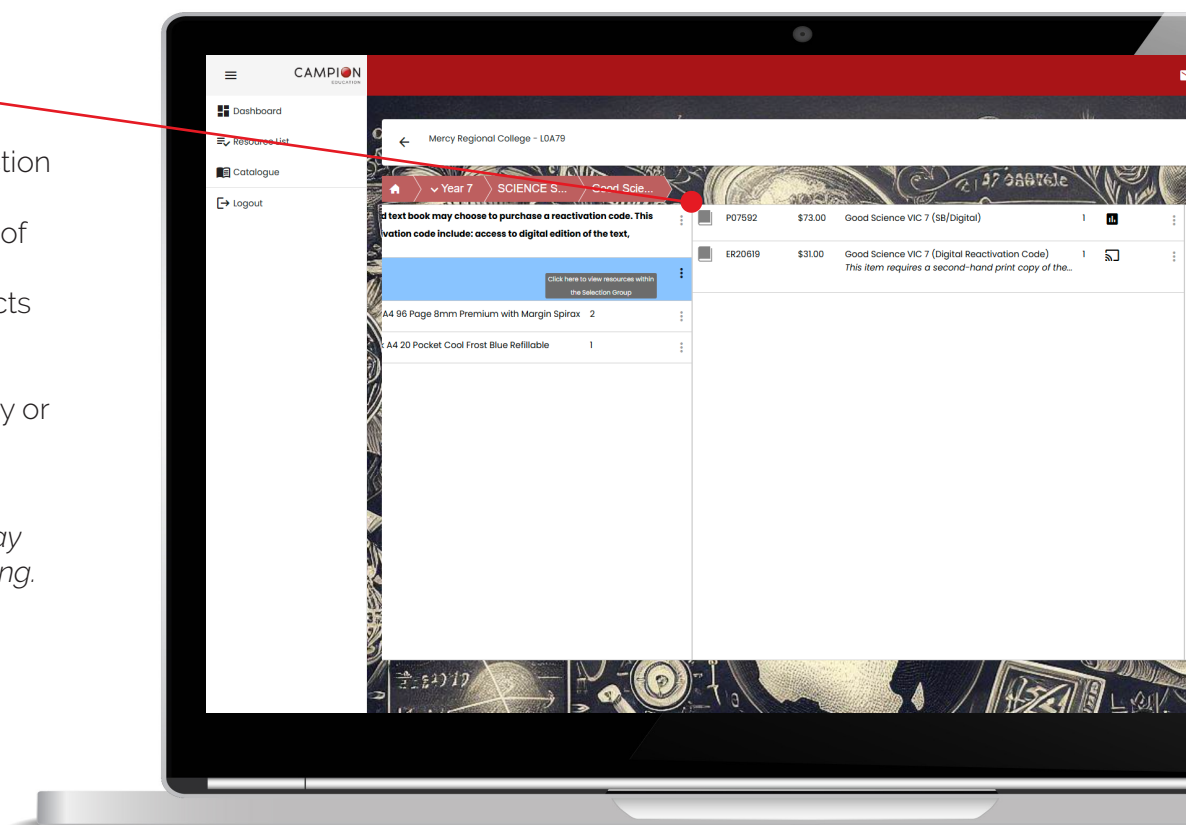 tion
of
cts
y or
ay
ng.
CAMPION
EDUCATION
Dashboard
Resource List
Catalogue
Logout
Mercy Regional College - L0A79
Year 7 SCIENCE S... Good Scie...
d text book may choose to purchase a reactivation code. This
vation code include: access to digital edition of the text,
Click here to view resources within
the Selection Group
A4 96 Page 8mm Premium with Margin Spirax 2
A4 20 Pocket Cool Frost Blue Refillable 1
P07592 $73.00 Good Science VIC 7 (SB/Digital) 1
ER20619 $31.00 Good Science VIC 7 (Digital Reactivation Code) 1
This item requires a second-hand print copy of the...